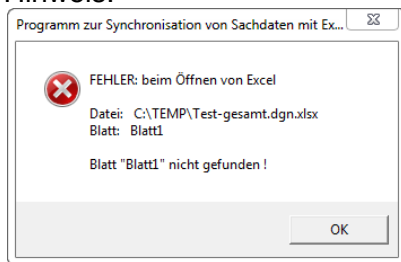 Hinweis:
Programm zur Synchronisation von Sachdaten mit Ex...
FEHLER: beim Öffnen von Excel
Datei: C:\TEMP\Test-gesamt.dgn.xlsx
Blatt: Blatt1
Blatt "Blatt1" nicht gefunden !
OK